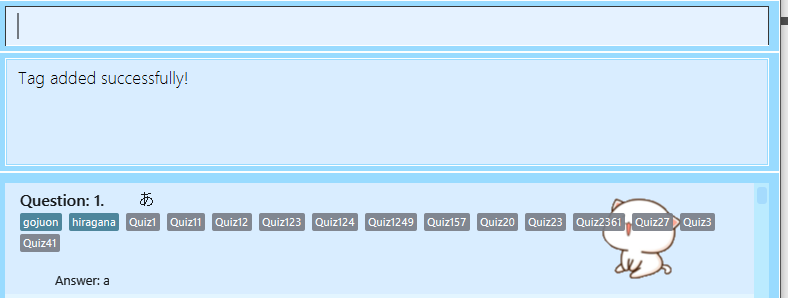 Tag added successfully!
Question: 1. あ
gojuon hiragana Quiz1 Quiz11 Quiz12 Quiz123 Quiz124 Quiz1249 Quiz157 Quiz20 Quiz23 Quiz2361 Quiz27 Quiz3
Quiz41
Answer: a